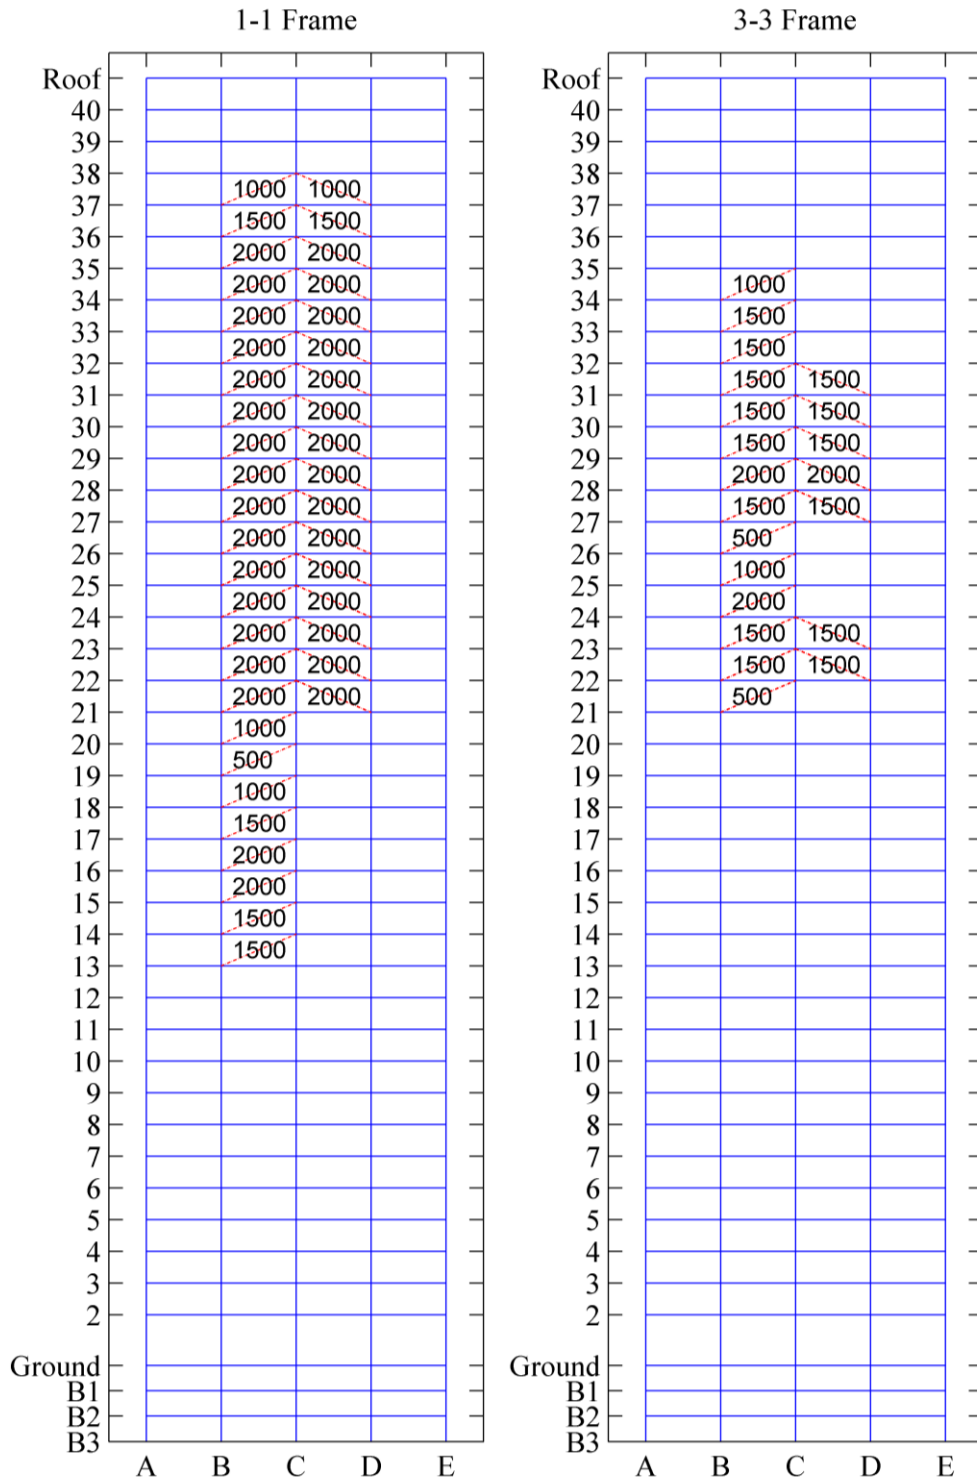 1-1 Frame 3-3 Frame
Roof Roof
40 40
39 39
38 38
1000 1000
37 37
1500 1500
36 36
2000 2000
35 35
2000 2000 1000
34 34
2000 2000 1500
33 33
2000 2000 1500
32 32
2000 2000 1500 1500
31 31
2000 2000 1500 1500
30 30
2000 2000 1500 1500
29 29
2000 2000 2000 2000
28 28
2000 2000 1500 1500
27 27
2000 2000 500
26 26
2000 2000 1000
25 25
2000 2000 2000
24 24
2000 2000 1500 1500
23 23
2000 2000 1500 1500
22 22
2000 2000 500
21 21
1000
20 20
500
19 19
1000
18 18
1500
17 17
2000
16 16
2000
15 15
1500
14 14
1500
13 13
12 12
11 11
10 10
9 9
8 8
7 7
6 6
5 5
4 4
3 3
2 2
Ground Ground
B1 B1
B2 B2
B3 B3
A B C D E A B C D E